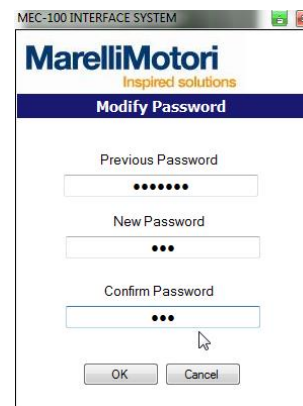 MEC-100 INTERFACE SYSTEM
MarelliMotori
Inspired solutions
Modify Password
Previous Password
•••••••
New Password
•••
Confirm Password
•••
OK Cancel